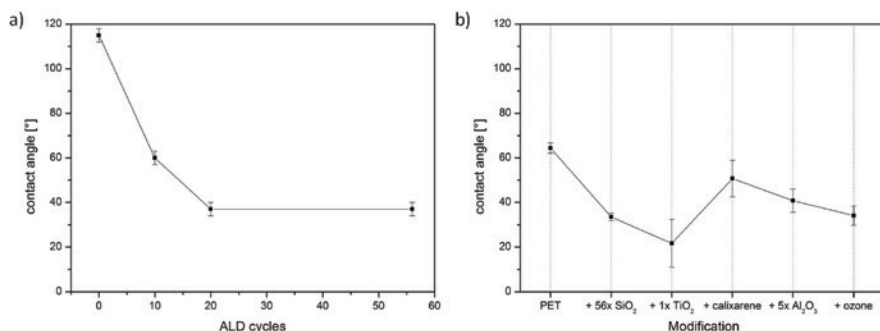 a)
120
100
80
60
40
20
0
contact angle [°]
0 10 20 30 40 50 60
ALD cycles
b)
120
100
80
60
40
20
0
contact angle [°]
PET + 56x SiO₂ + 1x TiO₂ + calixarene + 5x Al₂O₃ + ozone
Modification